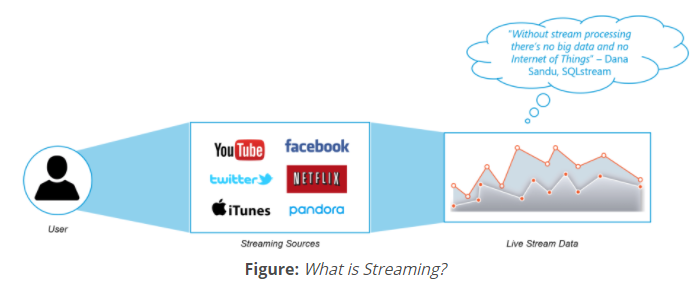 "Without stream processing
there's no big data and no
Internet of Things" – Dana
Sandu, SQLstream
YouTube facebook
twitter NETFLIX
iTunes pandora
User
Streaming Sources
Live Stream Data
Figure: What is Streaming?